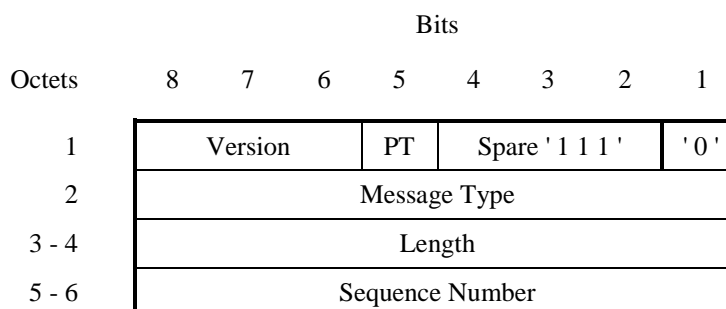 Bits
Octets 8 7 6 5 4 3 2 1
1 Version PT Spare ' 1 1 1 ' ' 0 '
2 Message Type
3 - 4 Length
5 - 6 Sequence Number